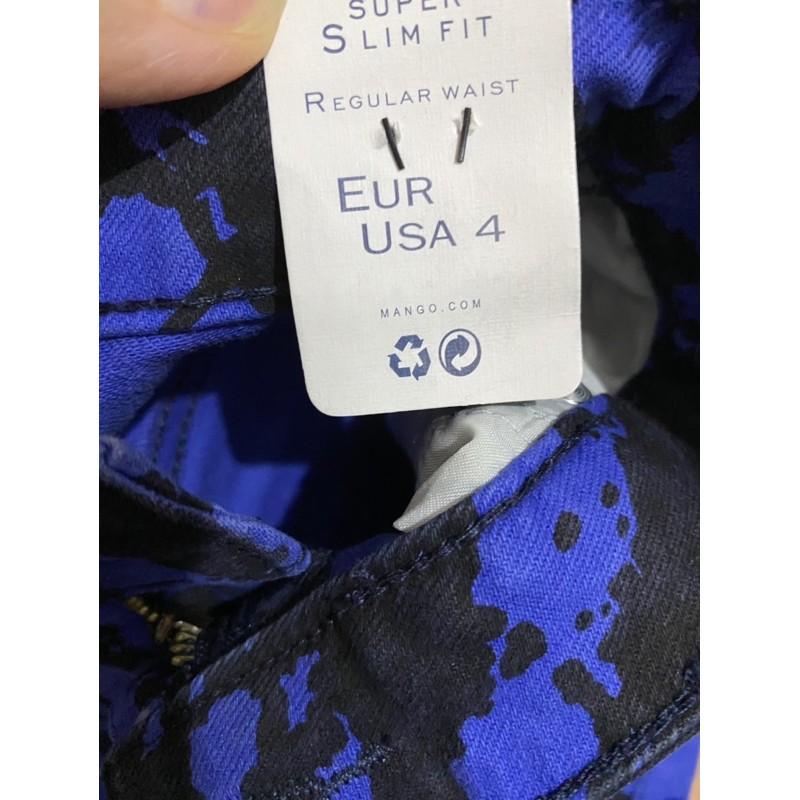 SUPER
SLIM FIT
REGULAR WAIST
EUR
USA 4
MANGO.COM